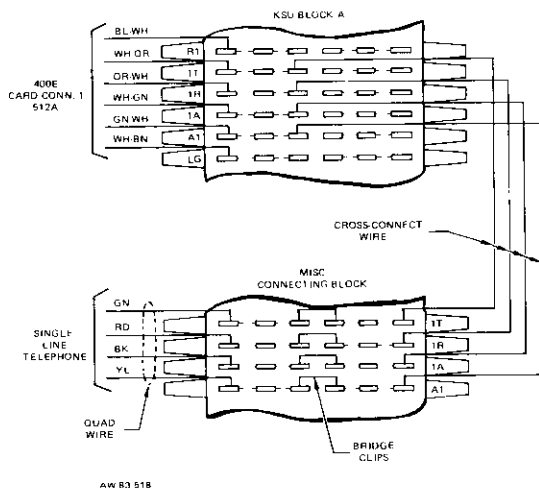 KSU BLOCK A
BL-WH
WH-OR
OR-WH
WH-GN
GN-WH
WH-BN
400E
CARD CONN. 1
512A
R1
1T
1R
1A
A1
LG
CROSS-CONNECT
WIRE
MISC
CONNECTING BLOCK
GN
RD
BK
YL
SINGLE
LINE
TELEPHONE
1T
1R
1A
A1
QUAD
WIRE
BRIDGE
CLIPS
AW 83 518